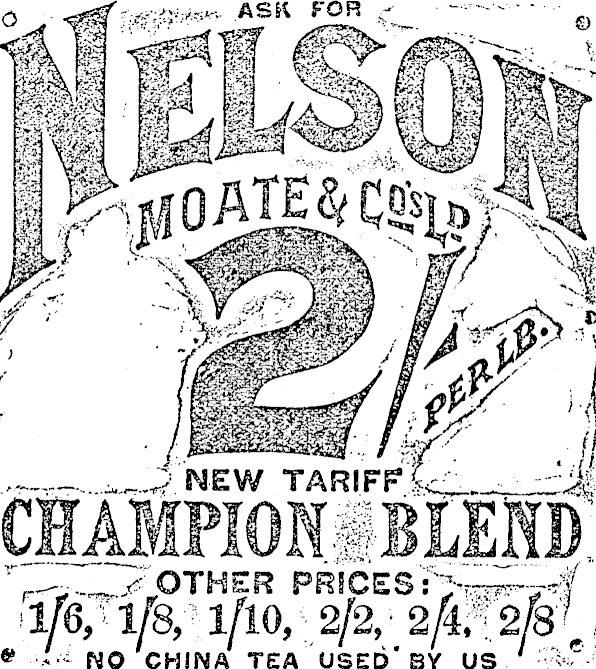 ASK FOR
NELSON
MOATE & CO'S LD
2/-
PER LB.
NEW TARIFF
CHAMPION BLEND
OTHER PRICES:
1/6, 1/8, 1/10, 2/2, 2/4, 2/8
NO CHINA TEA USED BY US